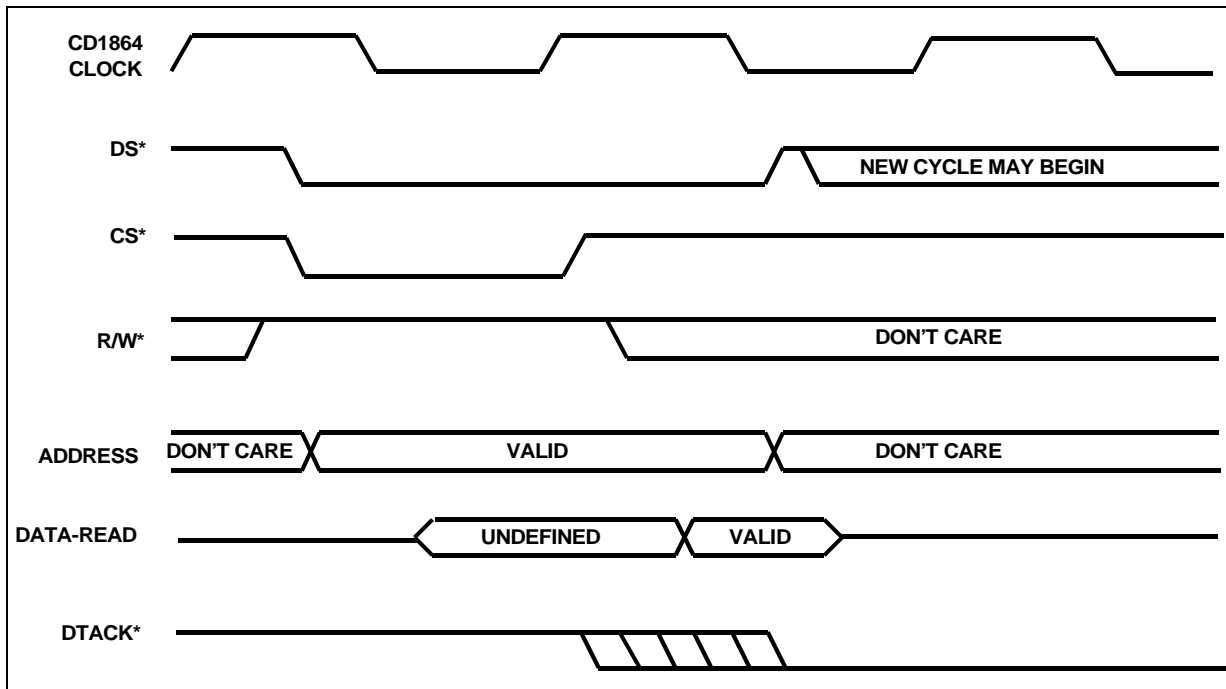 CD1864
CLOCK
DS*
NEW CYCLE MAY BEGIN
CS*
R/W*
DON'T CARE
ADDRESS
DON'T CARE
VALID
DON'T CARE
DATA-READ
UNDEFINED
VALID
DTACK*